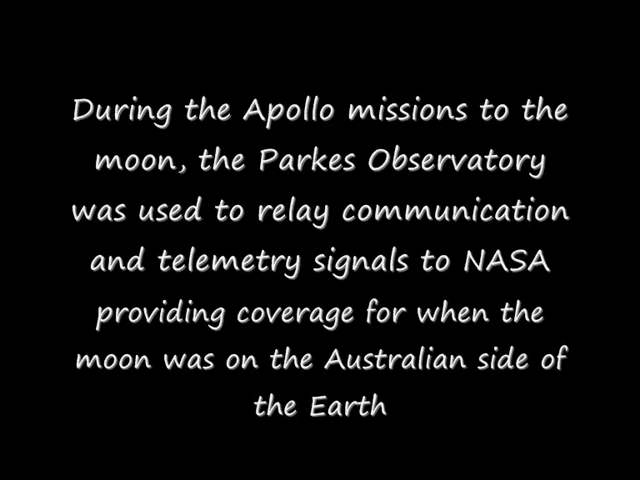 During the Apollo missions to the
moon, the Parkes Observatory
was used to relay communication
and telemetry signals to NASA
providing coverage for when the
moon was on the Australian side of
the Earth